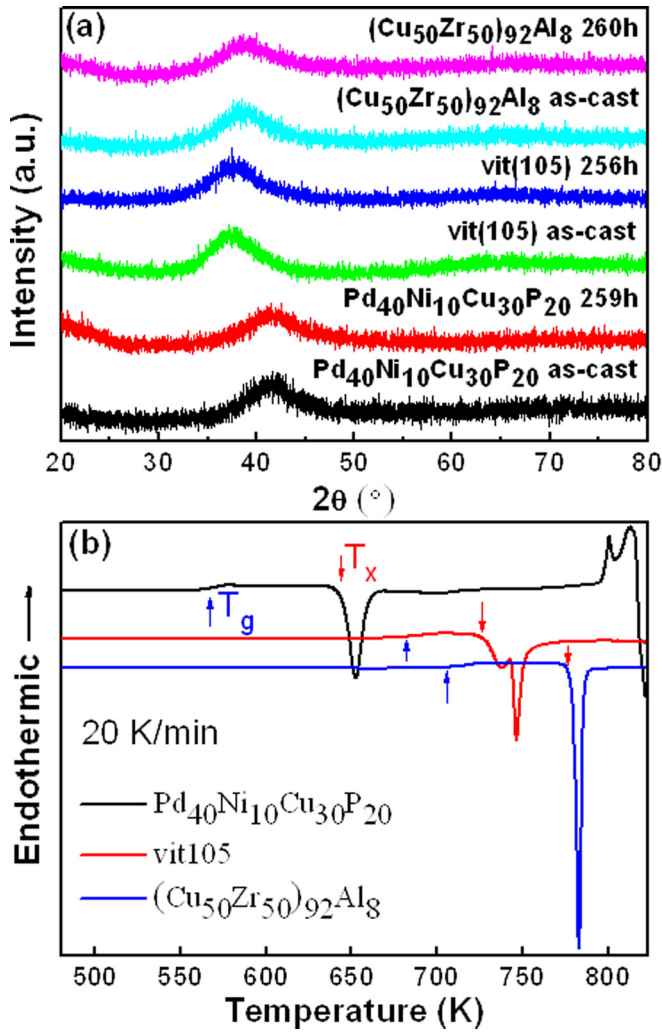 (a)
(Cu50Zr50)92Al8 260h
(Cu50Zr50)92Al8 as-cast
vit(105) 256h
vit(105) as-cast
Pd40Ni10Cu30P20 259h
Pd40Ni10Cu30P20 as-cast
Intensity (a.u.)
20 30 40 50 60 70 80
2θ (°)
(b)
Tx
Tg
20 K/min
Pd40Ni10Cu30P20
vit105
(Cu50Zr50)92Al8
Endothermic
500 550 600 650 700 750 800
Temperature (K)